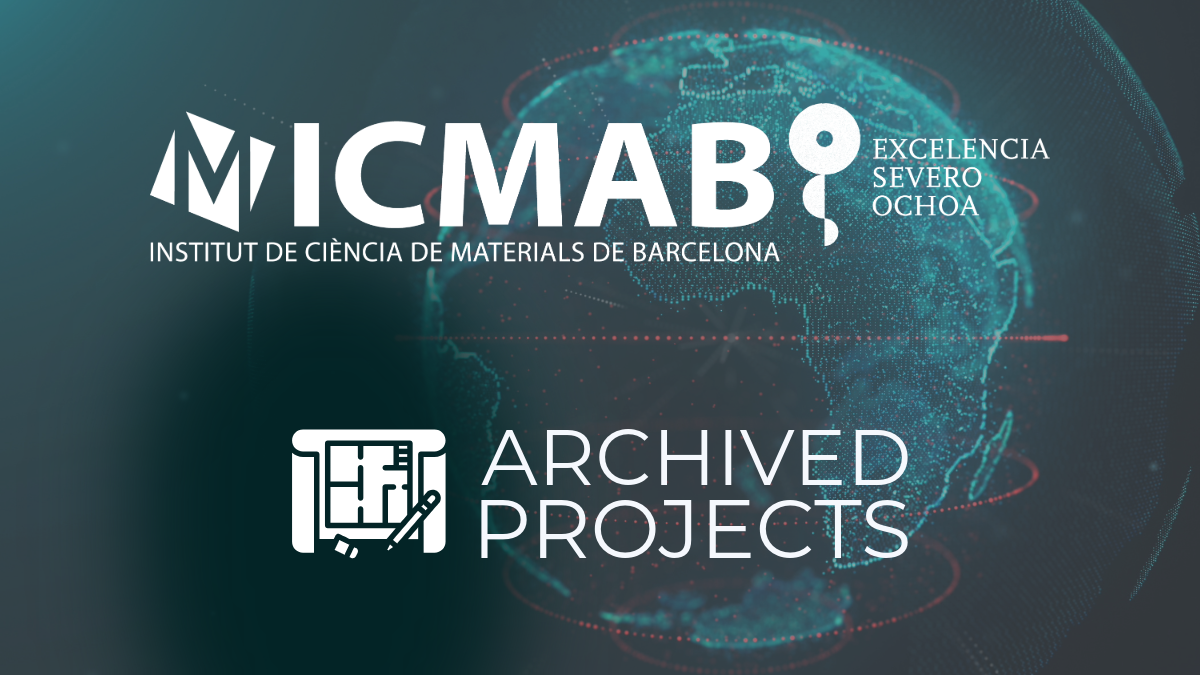 ICMAB
INSTITUT DE CIÈNCIA DE MATERIALS DE BARCELONA
EXCELENCIA
SEVERO
OCHOA
ARCHIVED
PROJECTS